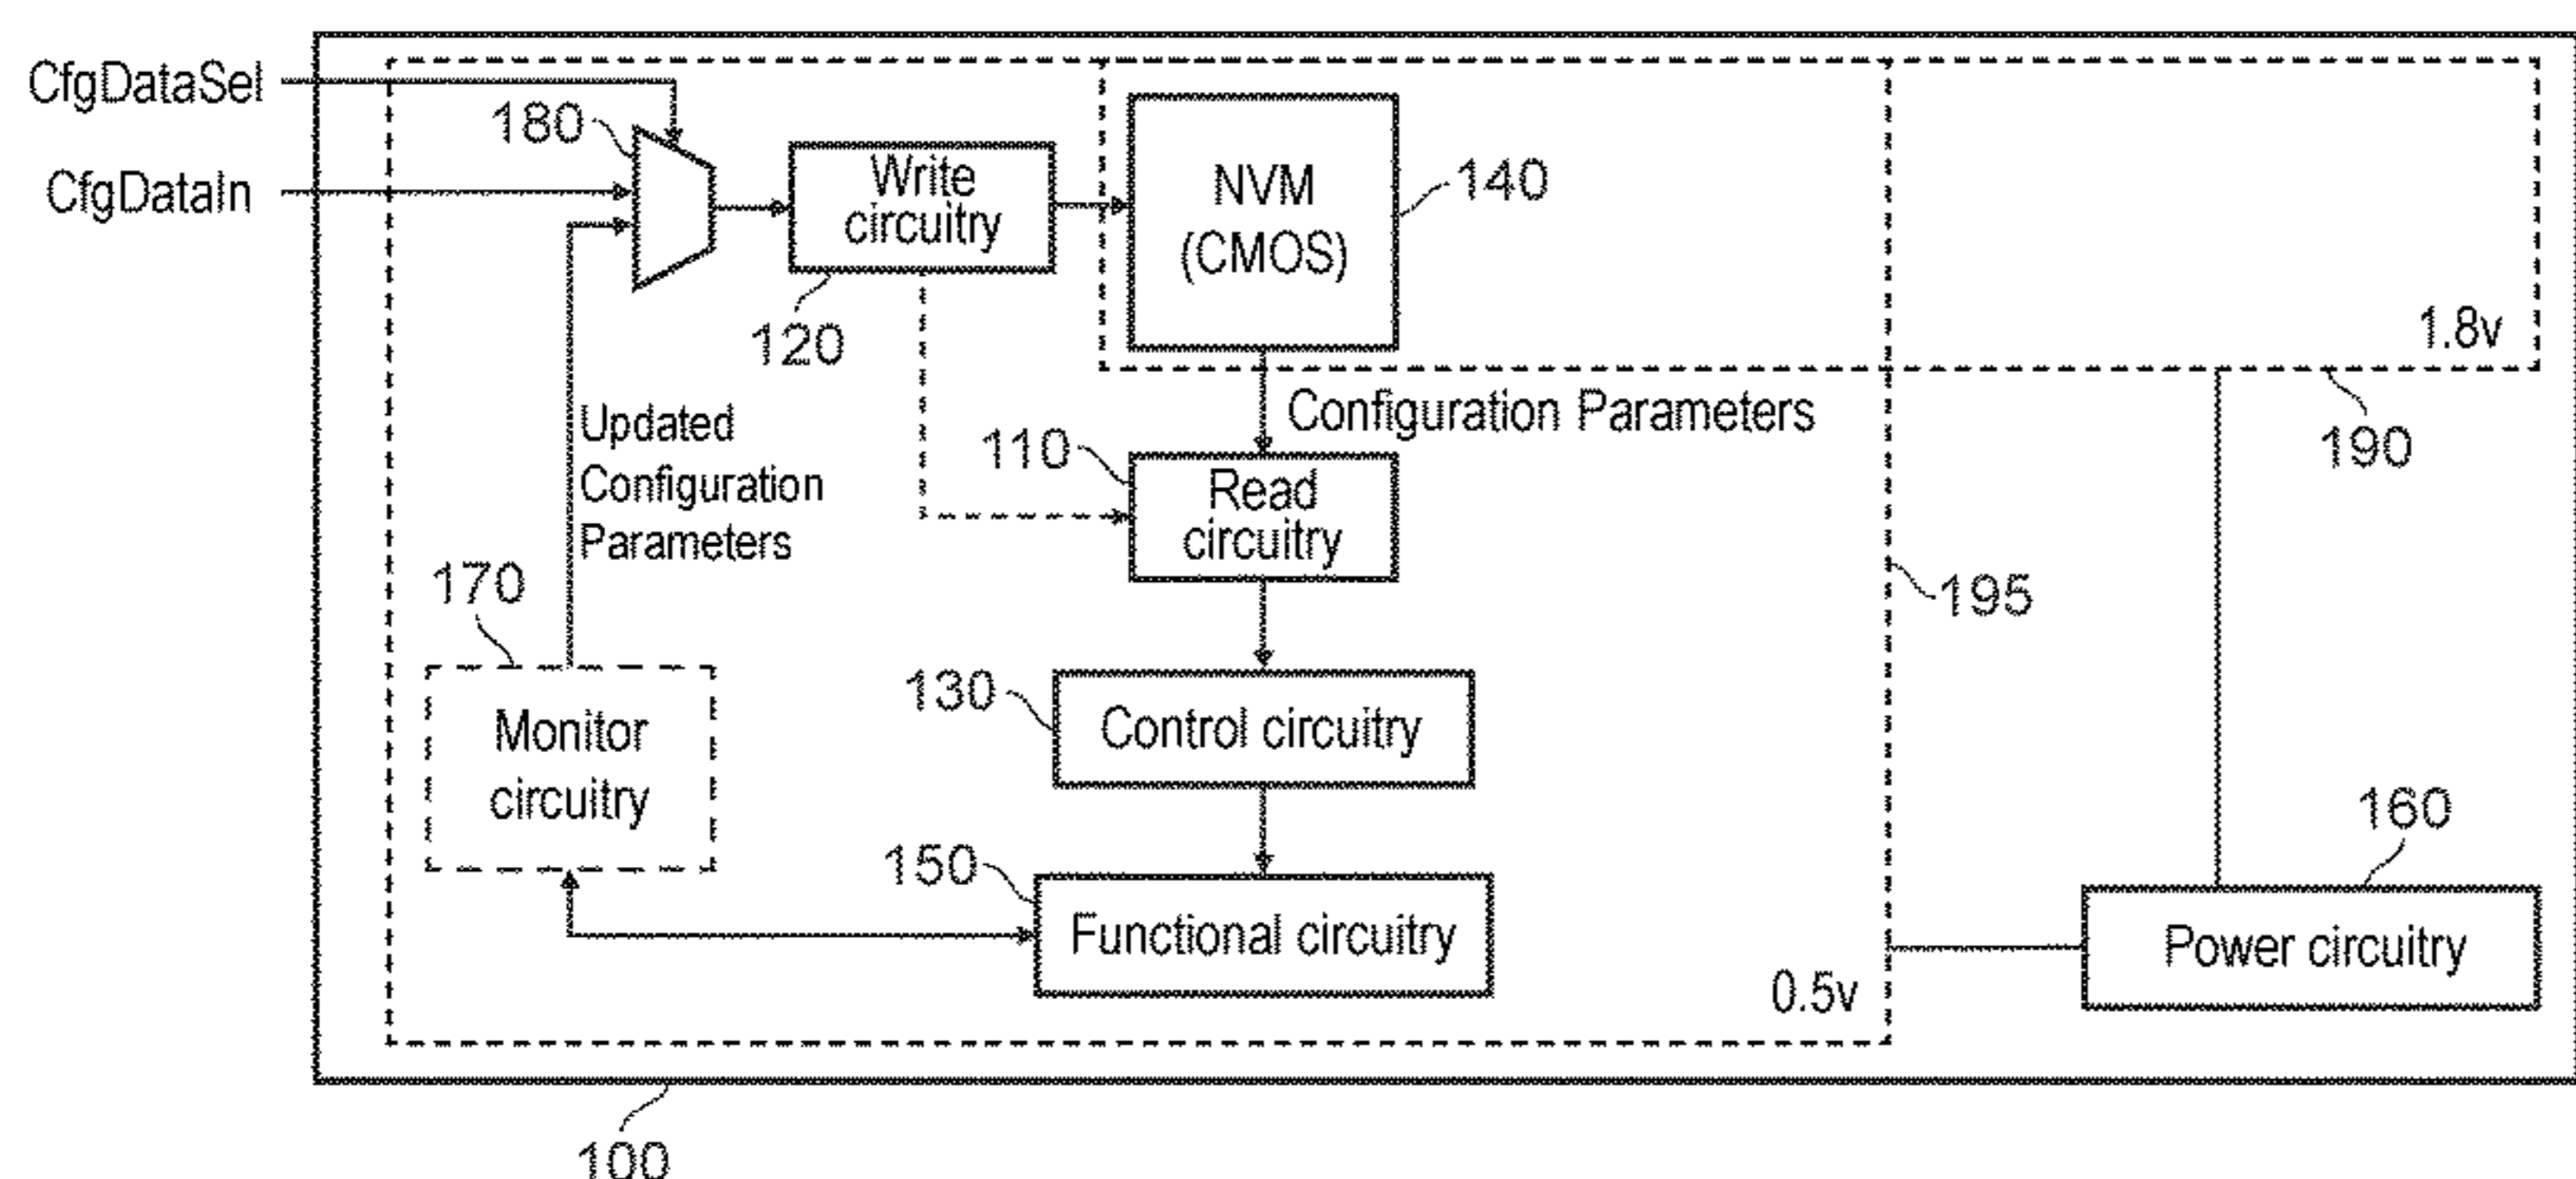 CfgDataSel
CfgDataIn
180
Write
circuitry
120
NVM
(CMOS)
140
1.8v
190
Configuration Parameters
Updated
Configuration
Parameters
110
Read
circuitry
195
170
Monitor
circuitry
130
Control circuitry
150
Functional circuitry
0.5v
160
Power circuitry
100